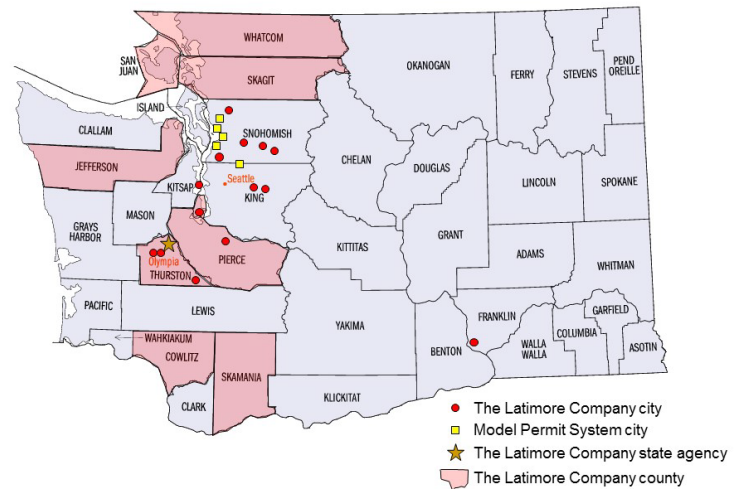 WHATCOM
OKANOGAN
PEND
OREILLE
SAN
JUAN
FERRY
STEVENS
SKAGIT
ISLAND
CLALLAM
SNOHOMISH
CHELAN
DOUGLAS
JEFFERSON
KITSAP
Seattle
KING
LINCOLN
SPOKANE
MASON
GRAYS
HARBOR
GRANT
KITTITAS
ADAMS
PIERCE
Olympia
THURSTON
WHITMAN
PACIFIC
LEWIS
FRANKLIN
GARFIELD
YAKIMA
WAHKIAKUM
COWLITZ
BENTON
WALLA
WALLA
COLUMBIA
ASOTIN
SKAMANIA
CLARK
KLICKITAT
The Latimore Company city
Model Permit System city
The Latimore Company state agency
The Latimore Company county